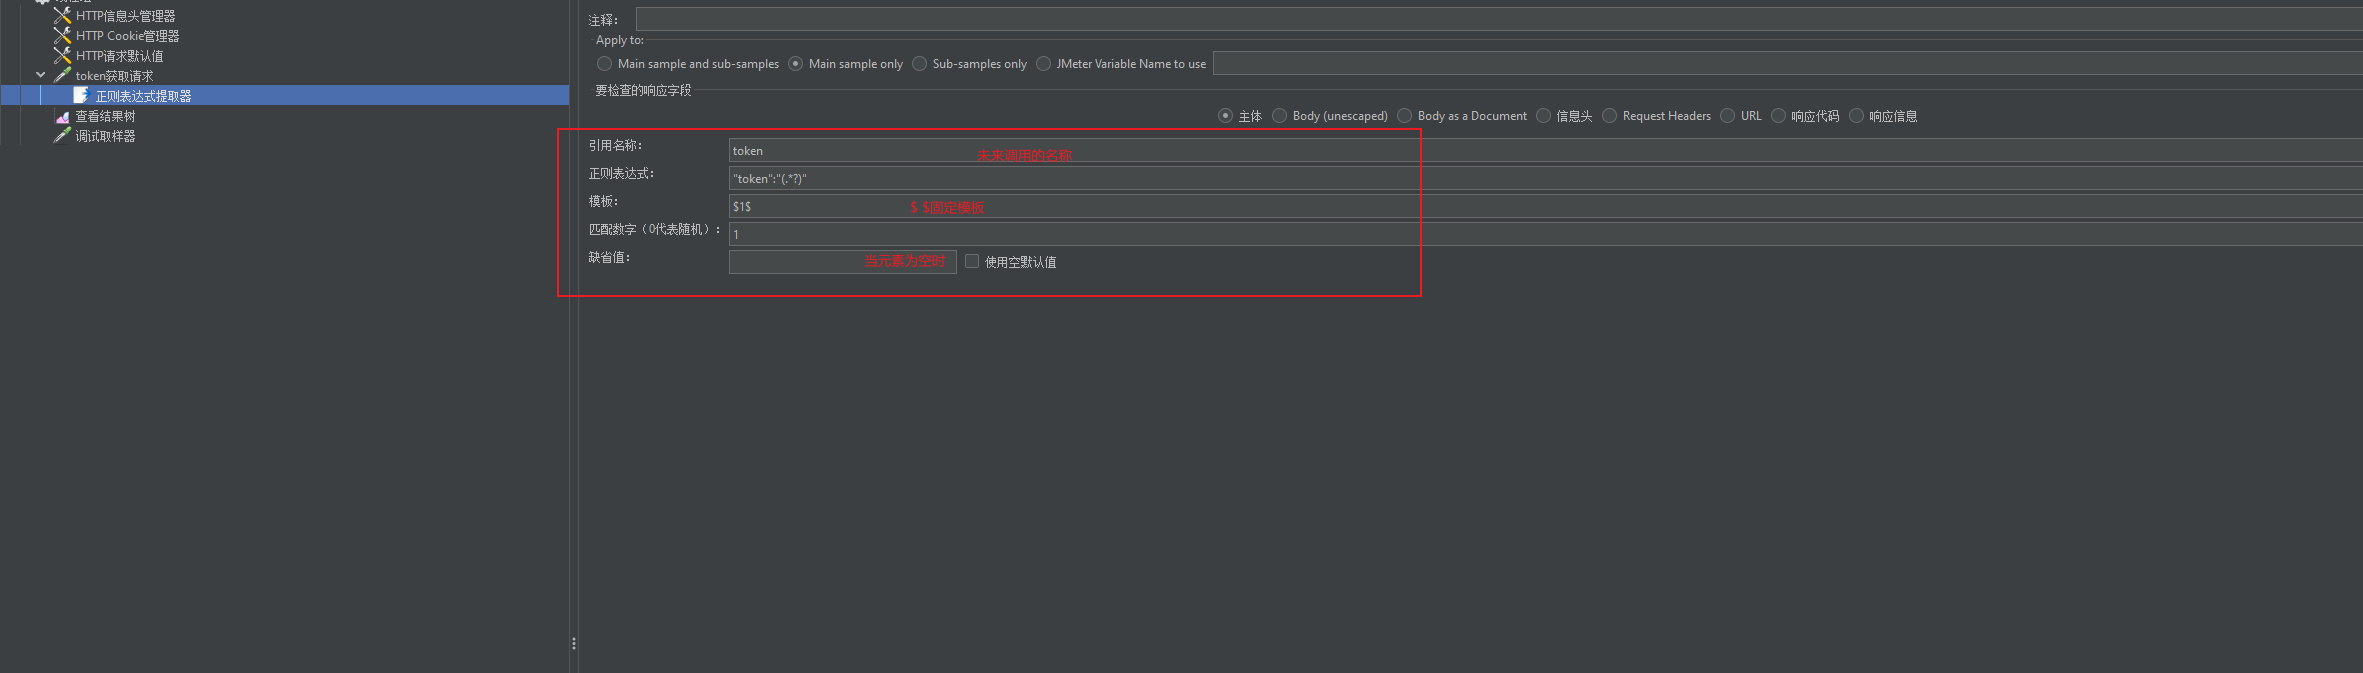 HTTP信息头管理器
HTTP Cookie管理器
HTTP请求默认值
token获取请求
正则表达式提取器
查看结果树
调试取样器
注释：
Apply to:
Main sample and sub-samples Main sample only Sub-samples only JMeter Variable Name to use
要检查的响应字段
主体 Body (unescaped) Body as a Document 信息头 Request Headers URL 响应代码 响应信息
引用名称： token 未来调用的名称
正则表达式： "token":"(.*?)"
模板： $1$ $ $固定模板
匹配数字（0代表随机）： 1
缺省值： 当元素为空时 使用空默认值